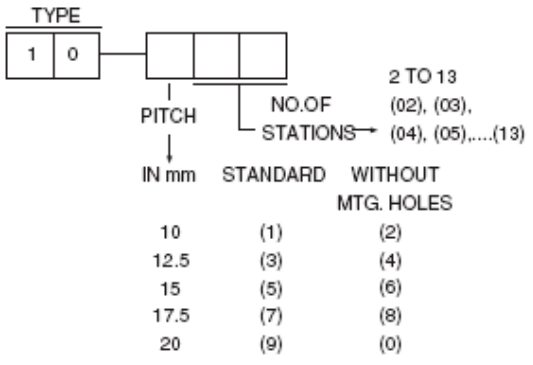 TYPE
1 0
2 TO 13
PITCH NO.OF (02), (03),
STATIONS (04), (05),....(13)
IN mm STANDARD WITHOUT
MTG. HOLES
10 (1) (2)
12.5 (3) (4)
15 (5) (6)
17.5 (7) (8)
20 (9) (0)